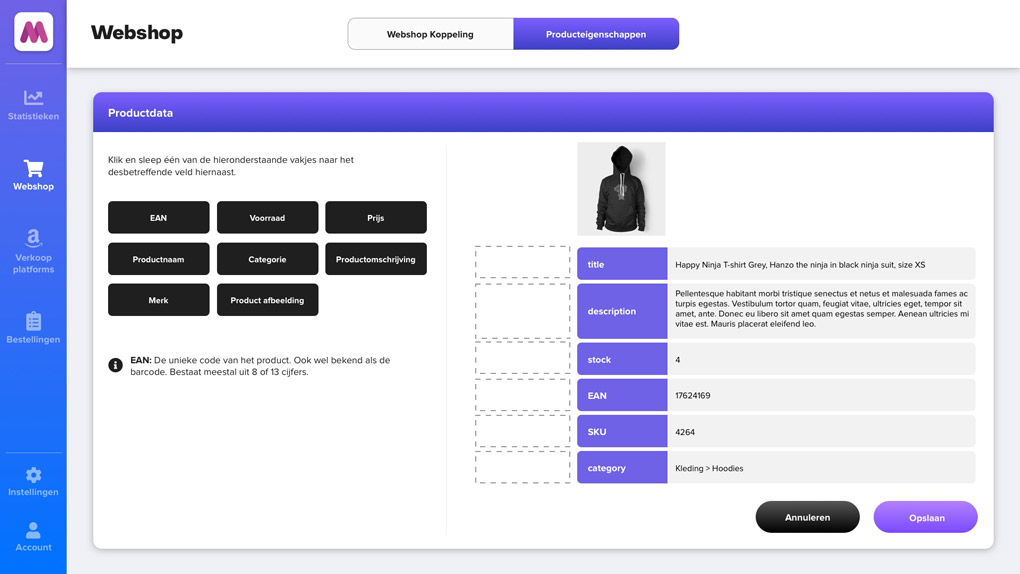 Webshop
Webshop Koppeling
Producteigenschappen
Statistieken
Webshop
Verkoop
platforms
Bestellingen
Instellingen
Account
Productdata
Klik en sleep één van de hieronderstaande vakjes naar het
desbetreffende veld hiernaast.
EAN
Voorraad
Prijs
Productnaam
Categorie
Productomschrijving
Merk
Product afbeelding
EAN: De unieke code van het product. Ook wel bekend als de
barcode. Bestaat meestal uit 8 of 13 cijfers.
title
Happy Ninja T-shirt Grey, Hanzo the ninja in black ninja suit, size XS
description
Pellentesque habitant morbi tristique senectus et netus et malesuada fames ac
turpis egestas. Vestibulum tortor quam, feugiat vitae, ultricies eget, tempor sit
amet, ante. Donec eu libero sit amet quam egestas semper. Aenean ultricies mi
vitae est. Mauris placerat eleifend leo.
stock
4
EAN
17624169
SKU
4264
category
Kleding > Hoodies
Annuleren
Opslaan